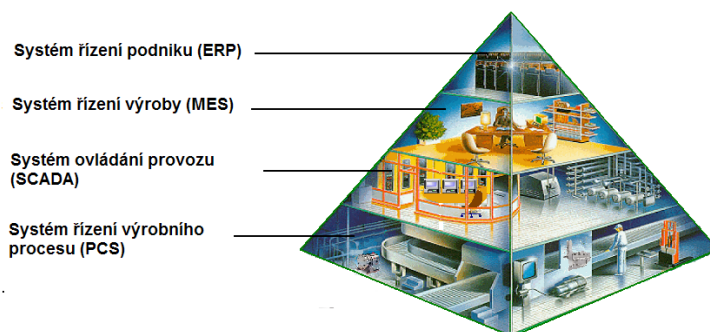 Systém řízení podniku (ERP)
Systém řízení výroby (MES)
Systém ovládání provozu
(SCADA)
Systém řízení výrobního
procesu (PCS)
.